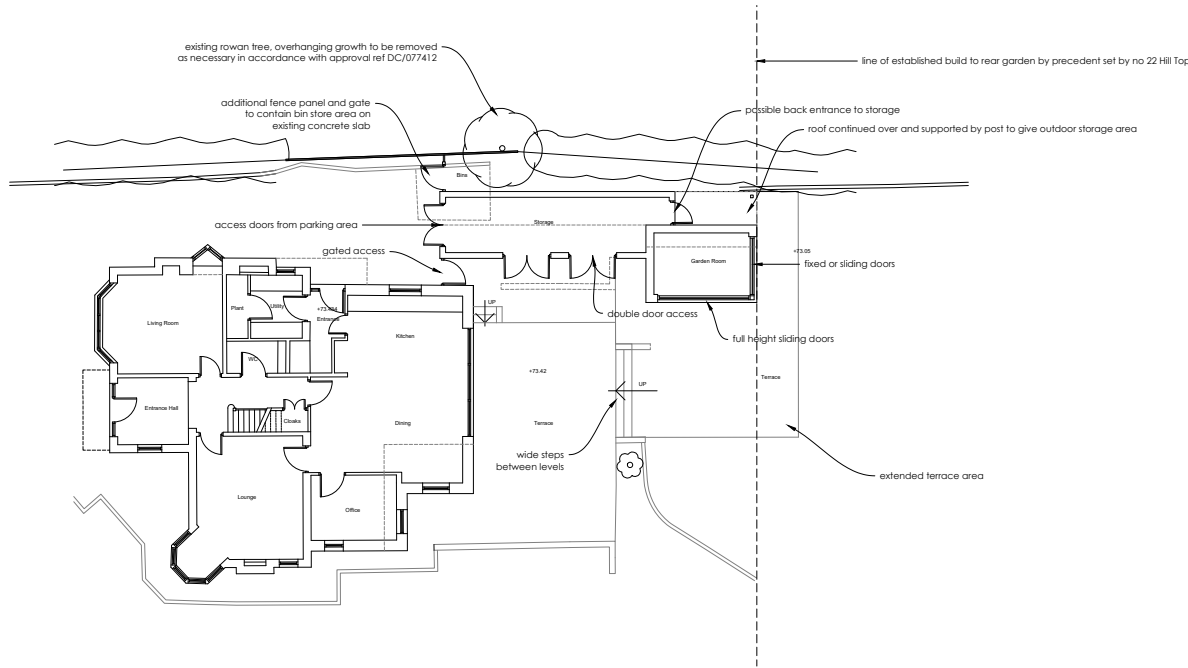 existing rowan tree, overhanging growth to be removed
as necessary in accordance with approval ref DC/077412
line of established build to rear garden by precedent set by no 22 Hill Top
additional fence panel and gate
to contain bin store area on
existing concrete slab
possible back entrance to storage
roof continued over and supported by post to give outdoor storage area
Bins
access doors from parking area
Storage
gated access
+73.05
Garden Room
fixed or sliding doors
UP
Plant
Utility
Entrance
double door access
Living Room
Kitchen
full height sliding doors
WC
+73.42
Terrace
UP
Entrance Hall
Cloaks
Dining
Terrace
wide steps
between levels
extended terrace area
Lounge
Office